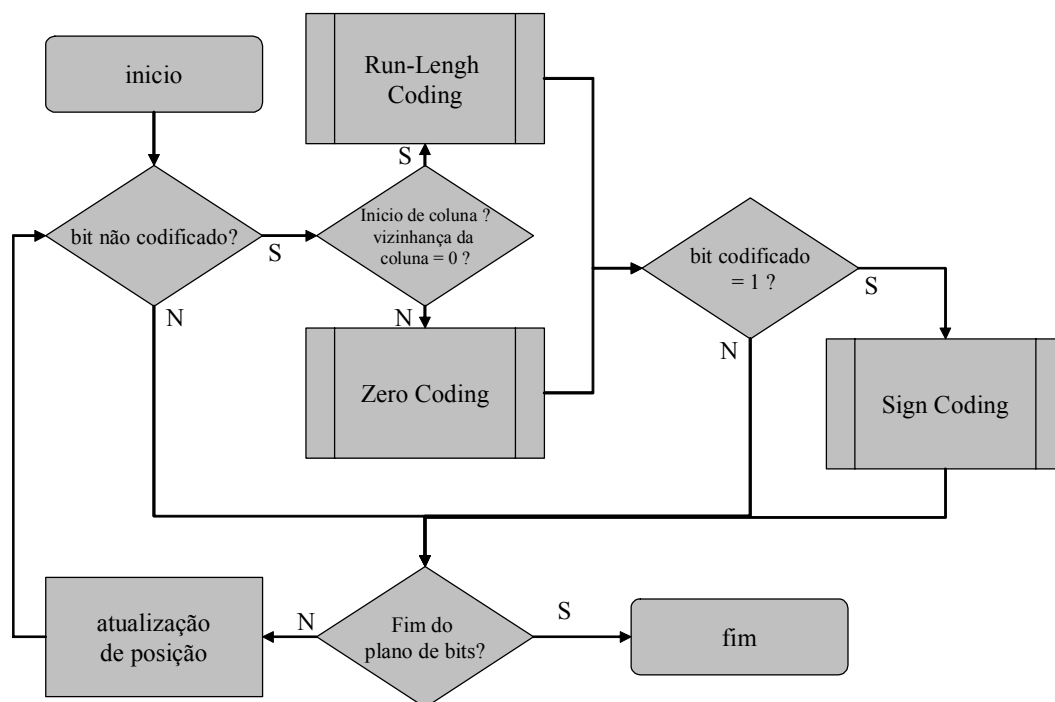 inicio
Run-Lengh
Coding
S
bit não codificado?
S
Inicio de coluna ?
vizinhança da
coluna = 0 ?
bit codificado
= 1 ?
S
N
N
N
Zero Coding
Sign Coding
atualização
de posição
N
Fim do
plano de bits?
S
fim